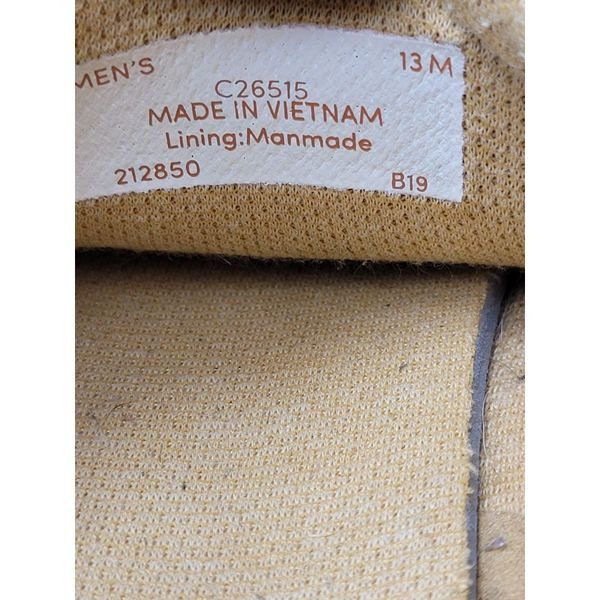 MEN'S 13 M
C26515
MADE IN VIETNAM
Lining:Manmade
212850 B19